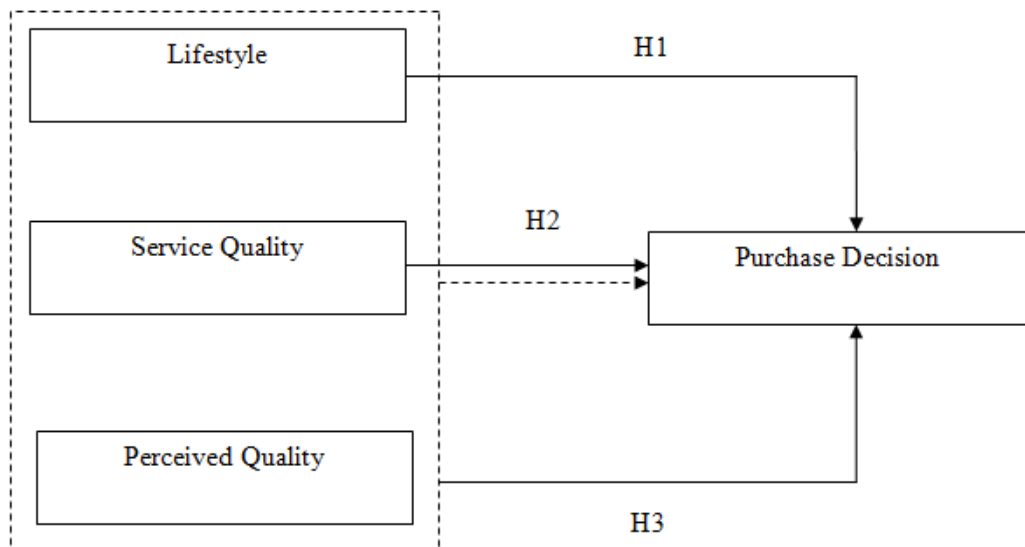 Lifestyle
H1
Service Quality
H2
Purchase Decision
Perceived Quality
H3